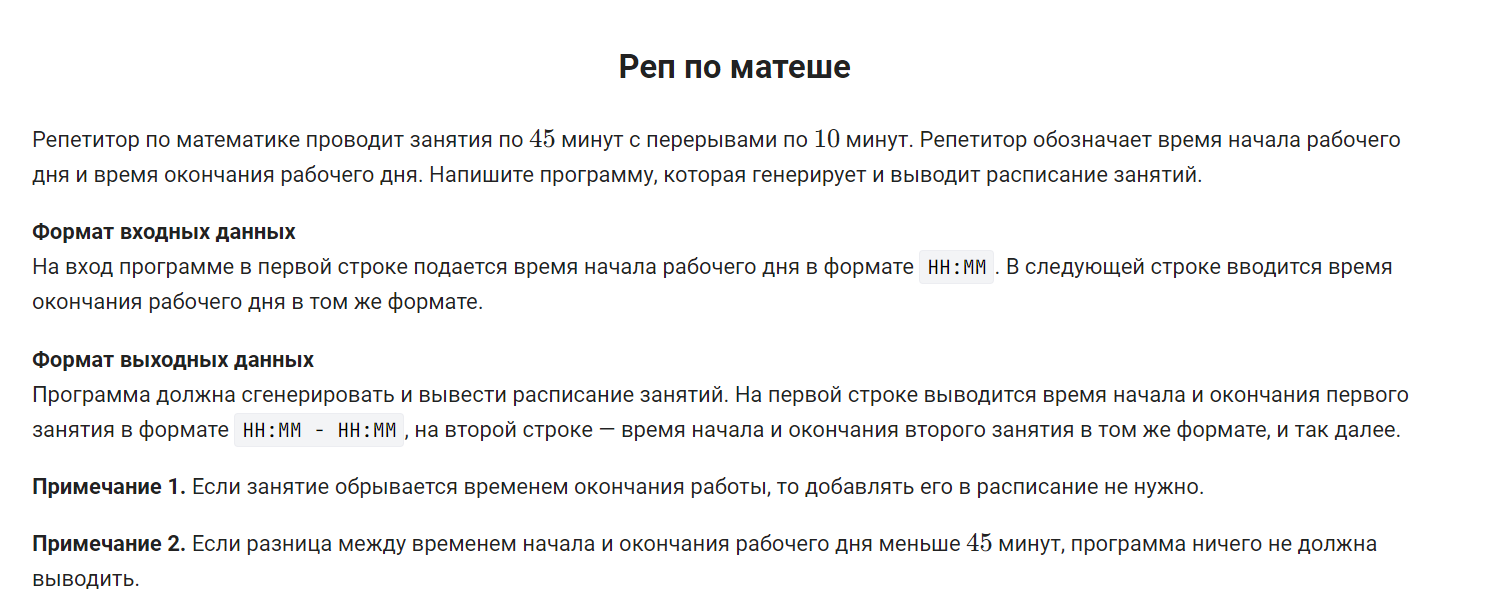 Реп по матеше
Репетитор по математике проводит занятия по 45 минут с перерывами по 10 минут. Репетитор обозначает время начала рабочего
дня и время окончания рабочего дня. Напишите программу, которая генерирует и выводит расписание занятий.
Формат входных данных
На вход программе в первой строке подается время начала рабочего дня в формате HH:MM. В следующей строке вводится время
окончания рабочего дня в том же формате.
Формат выходных данных
Программа должна сгенерировать и вывести расписание занятий. На первой строке выводится время начала и окончания первого
занятия в формате HH:MM - HH:MM, на второй строке — время начала и окончания второго занятия в том же формате, и так далее.
Примечание 1. Если занятие обрывается временем окончания работы, то добавлять его в расписание не нужно.
Примечание 2. Если разница между временем начала и окончания рабочего дня меньше 45 минут, программа ничего не должна
выводить.